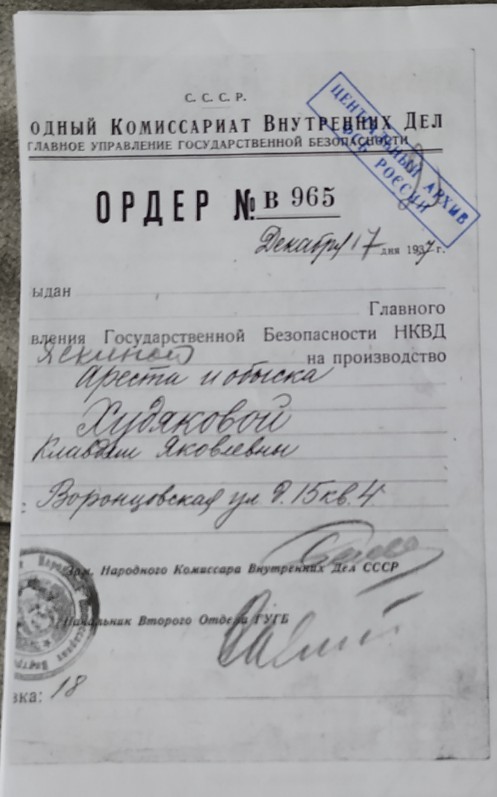 С. С. С. Р.
ОДНЫЙ КОМИССАРИАТ ВНУТРЕННИХ ДЕЛ
ГЛАВНОЕ УПРАВЛЕНИЕ ГОСУДАРСТВЕННОЙ БЕЗОПАСНОСТИ
ЦЕНТРАЛЬНЫЙ АРХИВ
ФСБ РОССИИ
ОРДЕР № В 965
Декабря 17 дня 1937 г.
ыдан
Главного
вления Государственной Безопасности НКВД
на производство
Ареста и обыска
Худяковой
Клавдии Яковлевны
Воронцовская ул д. 15 кв. 4
Зам. Народного Комиссара Внутренних Дел СССР
Начальник Второго Отдела ГУГБ
вка: 18